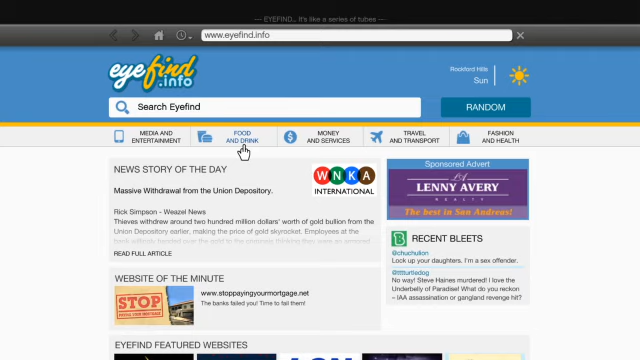 EYEFIND... It's like a series of tubes
www.eyefind.info
eyefind
.info
Rockford Hills
Sun
Search Eyefind
RANDOM
MEDIA AND
ENTERTAINMENT
FOOD
AND DRINK
MONEY
AND SERVICES
TRAVEL
AND TRANSPORT
FASHION
AND HEALTH
NEWS STORY OF THE DAY
Massive Withdrawal from the Union Depository.
WNKA
INTERNATIONAL
Rick Simpson - Weazel News
Thieves withdrew around two hundred million dollars' worth of gold bullion from the
Union Depository earlier, making the price of gold skyrocket. Employees at the
READ FULL ARTICLE
Sponsored Advert
LA
LENNY AVERY
REALTY
The best in San Andreas!
B
RECENT BLEETS
@chuchulion
Lock up your daughters. I'm a sex offender.
@tttturtledog
No way! Steve Haines murdered! I love the
Underbelly of Paradise! What do you reckon
– IAA assassination or gangland revenge hit?
WEBSITE OF THE MINUTE
STOP
PAYING YOUR MORTGAGE
www.stoppayingyourmortgage.net
The banks failed you! Time to fail them!
EYEFIND FEATURED WEBSITES